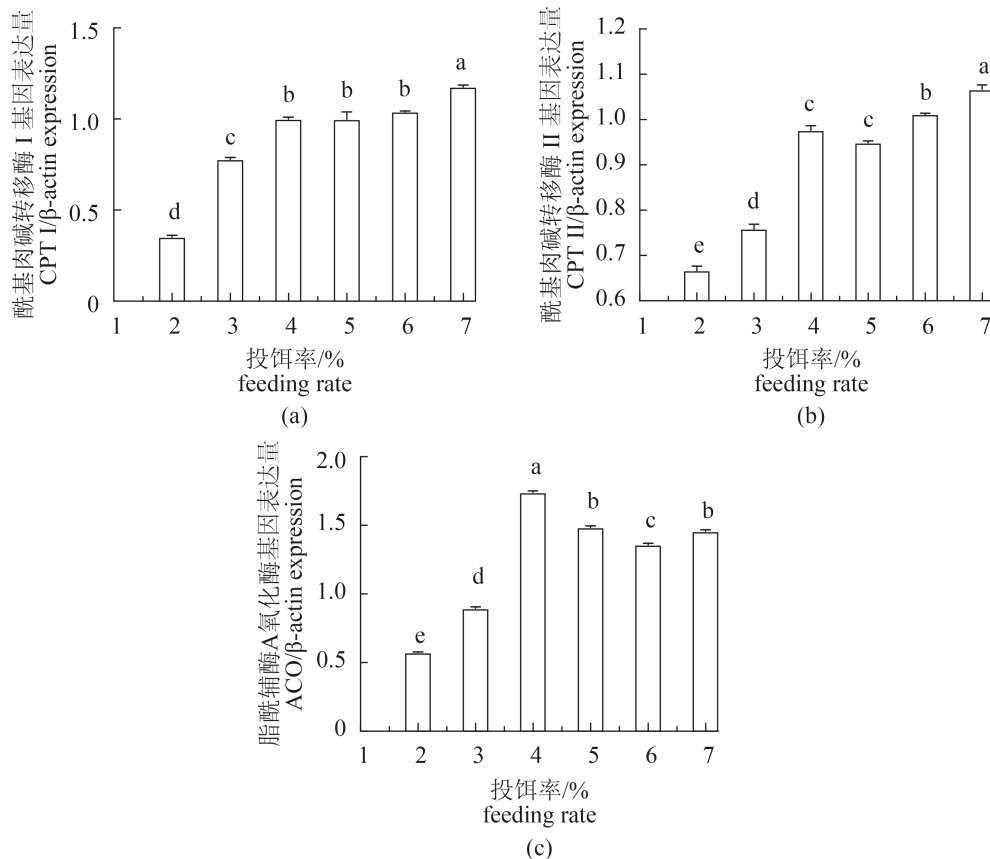 酰基肉碱转移酶 I 基因表达量
CPT I/β-actin expression
1.5
1.0
0.5
0
d
c
b
b
b
a
1 2 3 4 5 6 7
投饵率/%
feeding rate
(a)
酰基肉碱转移酶 II 基因表达量
CPT II/β-actin expression
1.2
1.1
1.0
0.9
0.8
0.7
0.6
e
d
c
c
b
a
1 2 3 4 5 6 7
投饵率/%
feeding rate
(b)
脂酰辅酶A氧化酶基因表达量
ACO/β-actin expression
2.0
1.5
1.0
0.5
0
e
d
a
b
c
b
1 2 3 4 5 6 7
投饵率/%
feeding rate
(c)